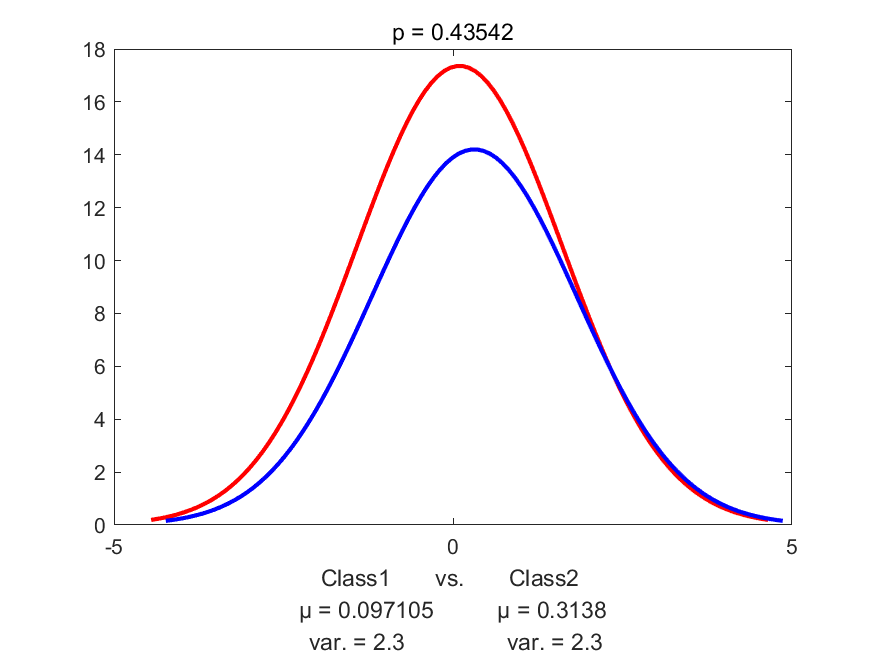 p = 0.43542
18
16
14
12
10
8
6
4
2
0
-5 0 5
Class1 vs. Class2
μ = 0.097105 μ = 0.3138
var. = 2.3 var. = 2.3